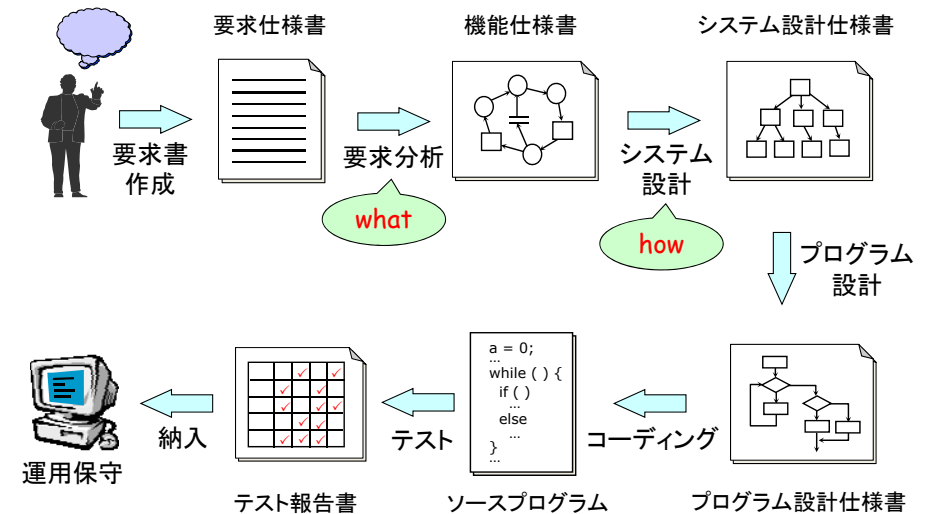 要求仕様書
機能仕様書
システム設計仕様書
要求書
作成
要求分析
what
システム
設計
how
プログラム
設計
プログラム設計仕様書
コーディング
a = 0;
…
while ( ) {
if ( )
…
else
…
}
…
ソースプログラム
テスト
テスト報告書
納入
運用保守